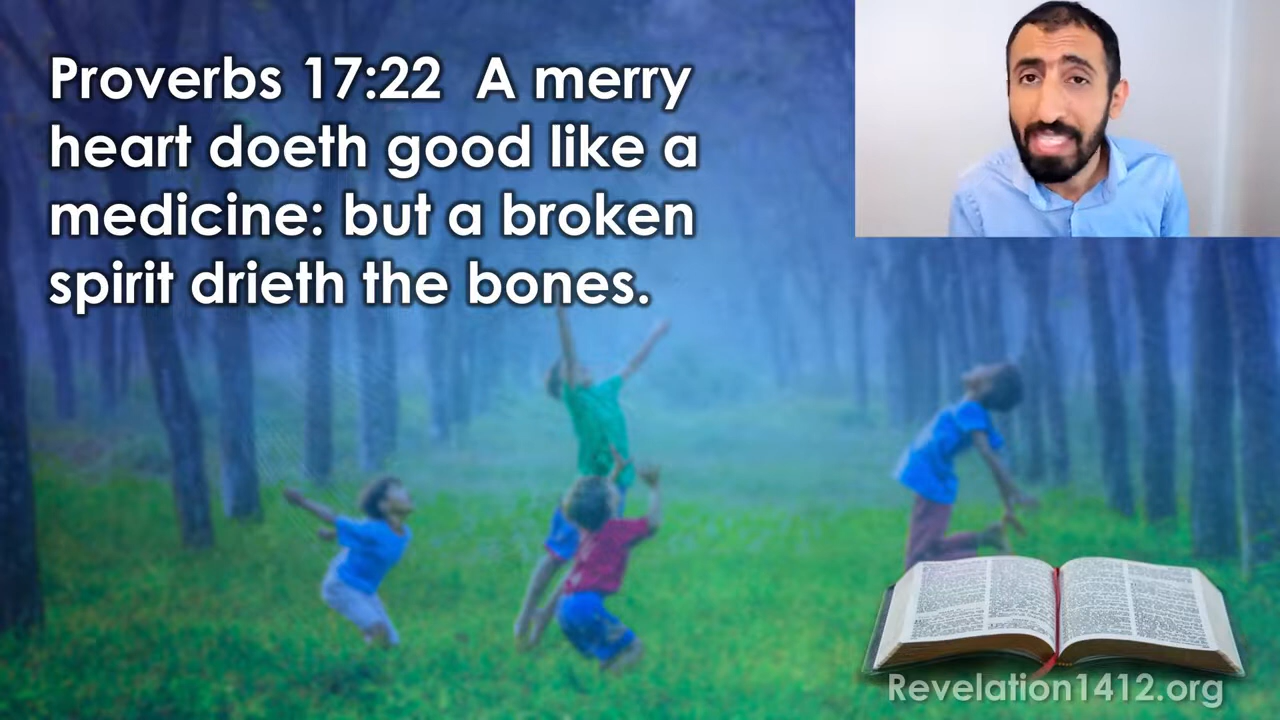 Proverbs 17:22  A merry
heart doeth good like a
medicine: but a broken
spirit drieth the bones.
Revelation1412.org